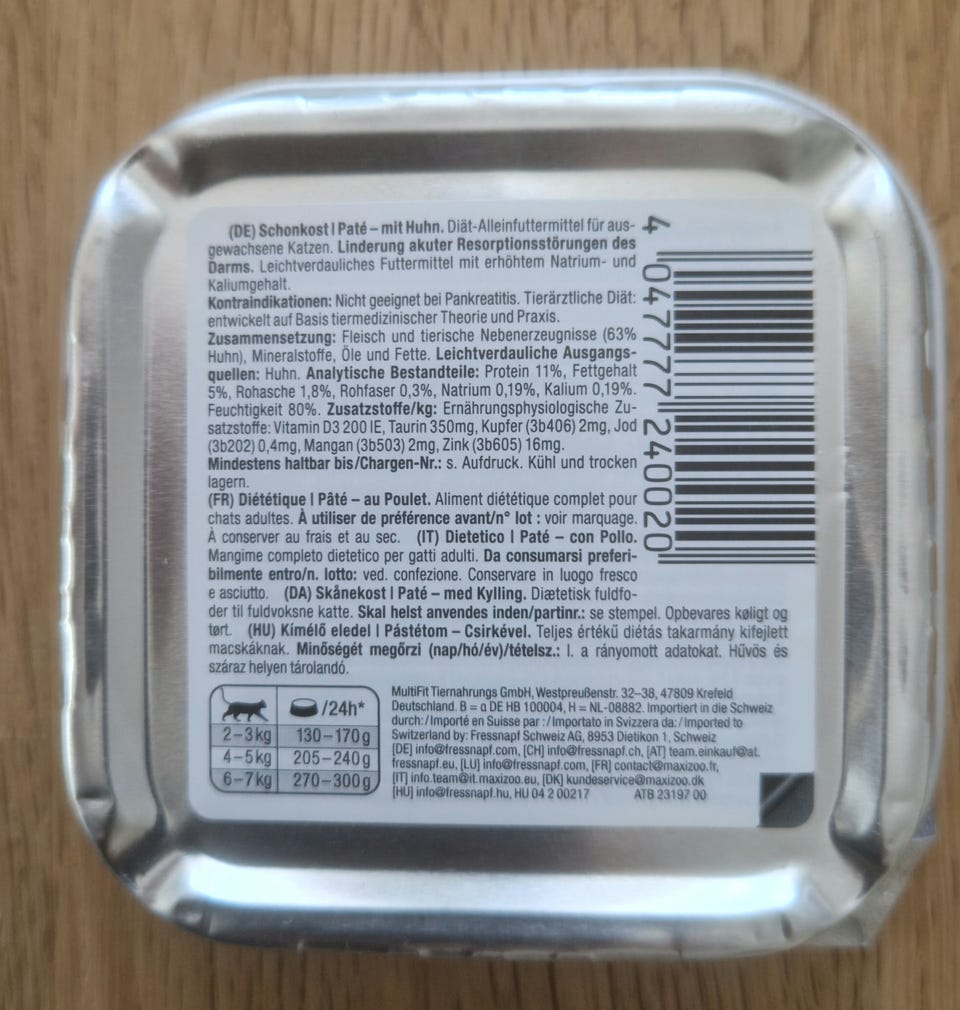 (DE) Schonkost | Paté – mit Huhn. Diät-Alleinfuttermittel für aus-
gewachsene Katzen. Linderung akuter Resorptionsstörungen des
Darms. Leichtverdauliches Futtermittel mit erhöhtem Natrium- und
Kaliumgehalt.
Kontraindikationen: Nicht geeignet bei Pankreatitis. Tierärztliche Diät:
entwickelt auf Basis tiermedizinischer Theorie und Praxis.
Zusammensetzung: Fleisch und tierische Nebenerzeugnisse (63%
Huhn), Mineralstoffe, Öle und Fette. Leichtverdauliche Ausgangs-
quellen: Huhn. Analytische Bestandteile: Protein 11%, Fettgehalt
5%, Rohasche 1,8%, Rohfaser 0,3%, Natrium 0,19%, Kalium 0,19%.
Feuchtigkeit 80%. Zusatzstoffe/kg: Ernährungsphysiologische Zu-
satzstoffe: Vitamin D3 200 IE, Taurin 350mg, Kupfer (3b406) 2mg, Jod
(3b202) 0,4mg, Mangan (3b503) 2mg, Zink (3b605) 16mg.
Mindestens haltbar bis/Chargen-Nr.: s. Aufdruck. Kühl und trocken
lagern.
(FR) Diététique | Pâté – au Poulet. Aliment diététique complet pour
chats adultes. À utiliser de préférence avant/n° lot : voir marquage.
À conserver au frais et au sec. (IT) Dietetico | Paté – con Pollo.
Mangime completo dietetico per gatti adulti. Da consumarsi preferi-
bilmente entro/n. lotto: ved. confezione. Conservare in luogo fresco
e asciutto. (DA) Skånekost | Paté – med Kylling. Diætetisk fuldfo-
der til fuldvoksne katte. Skal helst anvendes inden/partinr.: se stempel. Opbevares køligt og
tørt. (HU) Kímélő eledel | Pástétom – Csirkével. Teljes értékű diétás takarmány kifejlett
macskáknak. Minőségét megőrzi (nap/hó/év)/tételsz.: l. a rányomott adatokat. Hűvös és
száraz helyen tárolandó.
/24h*
2–3kg 130–170g
4–5kg 205–240g
6–7kg 270–300g
MultiFit Tiernahrungs GmbH, Westpreußenstr. 32–38, 47809 Krefeld
Deutschland. B = α DE HB 100004, H = NL-08882. Importiert in die Schweiz
durch:/Importé en Suisse par :/Importato in Svizzera da:/Imported to
Switzerland by: Fressnapf Schweiz AG, 8953 Dietikon 1, Schweiz
[DE] info@fressnapf.com, [CH] info@fressnapf.ch, [AT] team.einkauf@at.
fressnapf.eu, [LU] info@fressnapf.com, [FR] contact@maxizoo.fr,
[IT] info.team@it.maxizoo.eu, [DK] kundeservice@maxizoo.dk
[HU] info@fressnapf.hu, HU 04 2 00217 ATB 23197 00
4 047777 240020